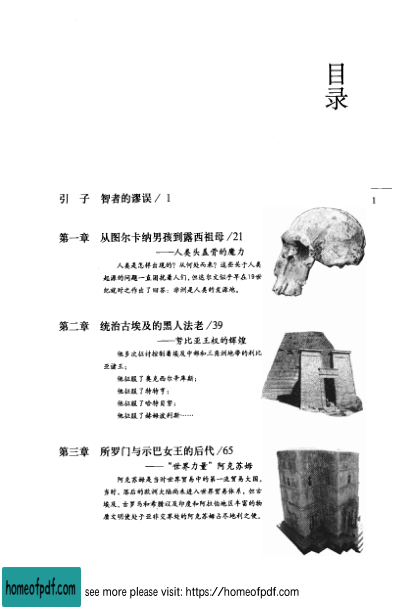 目
录
引 子 智者的谬误 / 1
1
第一章 从图尔卡纳男孩到露西祖母 /21
——人类头盖骨的魔力
人类是怎样出现的？从何处而来？这些关于人类
起源的问题一直困扰着人们，但达尔文似乎早在19世
纪就对之作出了回答：非洲是人类的发源地。
第二章 统治古埃及的黑人法老 /39
——努比亚王权的辉煌
他多次征讨控制着埃及中部和三角洲地带的利比
亚诸王；
他征服了奥克西尔辛库斯；
他征服了特特亨；
他征服了哈特贝努；
他征服了赫姆波利斯……
第三章 所罗门与示巴女王的后代 /65
——“世界力量”阿克苏姆
阿克苏姆是当时世界贸易中的第一流贸易大国。
当时，落后的欧洲大陆尚未进入世界贸易体系，但古
埃及、古罗马和希腊以及印度和阿拉伯地区丰富的物
质文明使处于亚非交界处的阿克苏姆占尽地利之便。
homeofpdf.com
see more please visit: https://homeofpdf.com